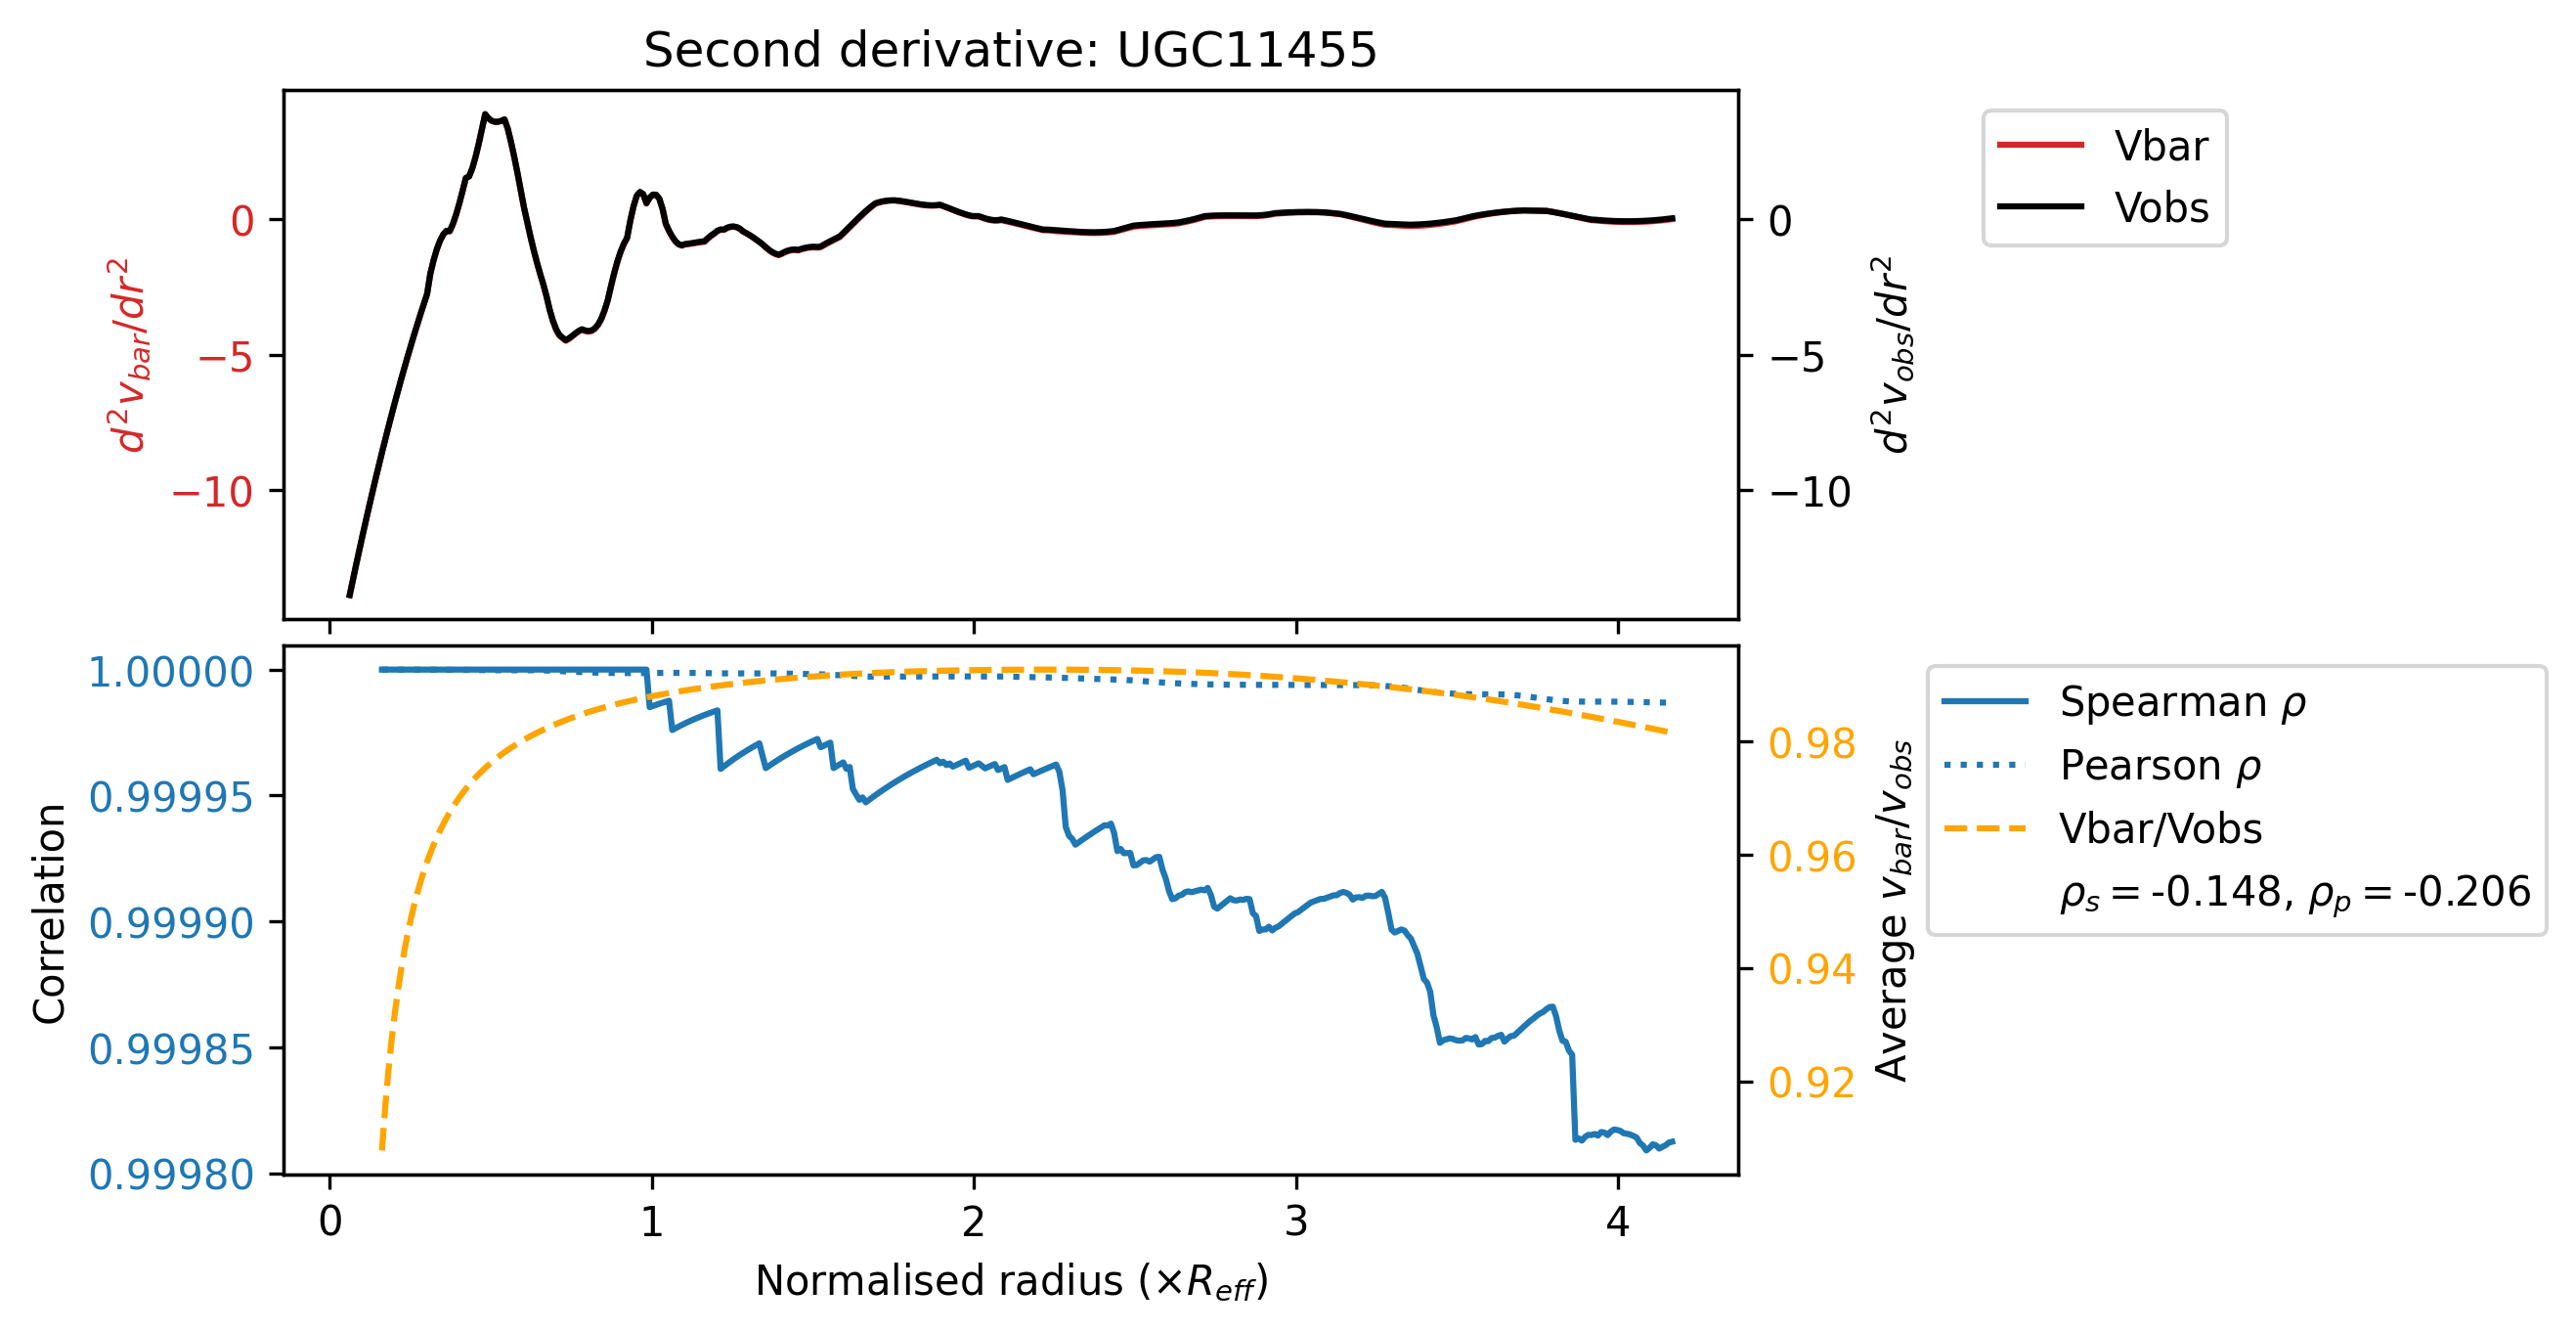 Second derivative: UGC11455
d²v_bar/dr²
0
−5
−10
0
−5
−10
d²v_obs/dr²
Vbar
Vobs
Correlation
1.00000
0.99995
0.99990
0.99985
0.99980
0.98
0.96
0.94
0.92
Average v_bar/v_obs
Spearman ρ
Pearson ρ
Vbar/Vobs
ρ_s = -0.148, ρ_p = -0.206
0 1 2 3 4
Normalised radius (×R_eff)